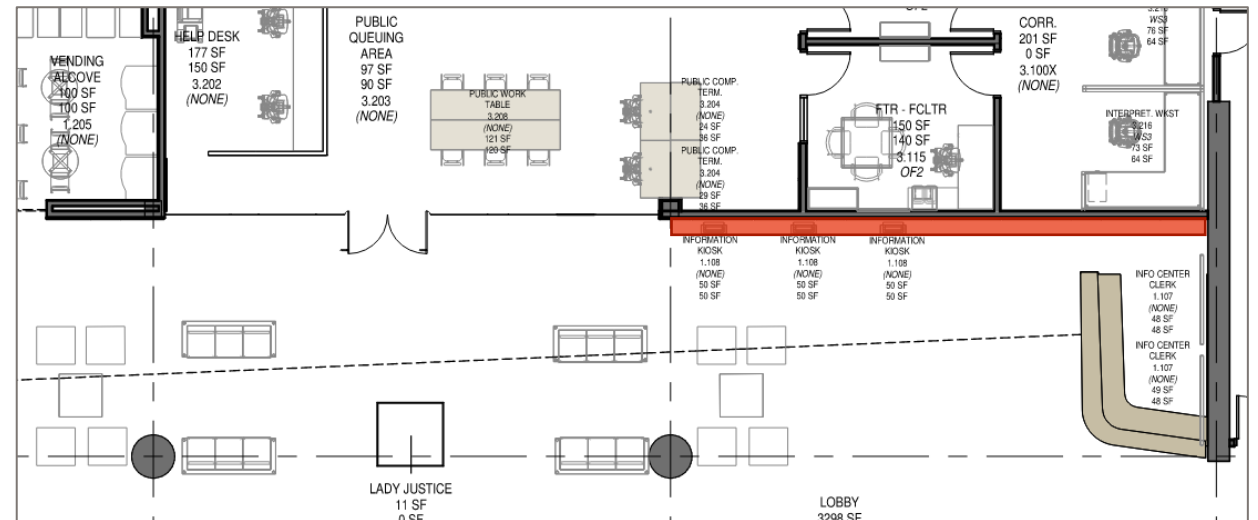 HELP DESK
177 SF
150 SF
3.202
(NONE)
PUBLIC
QUEUING
AREA
97 SF
90 SF
3.203
(NONE)
VENDING
ALCOVE
100 SF
100 SF
1.205
(NONE)
PUBLIC WORK
TABLE
3.208
(NONE)
121 SF
120 SF
PUBLIC COMP.
TERM.
3.204
(NONE)
24 SF
36 SF
PUBLIC COMP.
TERM.
3.204
(NONE)
29 SF
36 SF
FTR - FCLTR
150 SF
140 SF
3.115
OF2
CORR.
201 SF
0 SF
3.100X
(NONE)
WS3
76 SF
64 SF
INTERPRET. WKST
3.216
WS3
73 SF
64 SF
INFORMATION
KIOSK
1.108
(NONE)
50 SF
50 SF
INFORMATION
KIOSK
1.108
(NONE)
50 SF
50 SF
INFORMATION
KIOSK
1.108
(NONE)
50 SF
50 SF
INFO CENTER
CLERK
1.107
(NONE)
48 SF
48 SF
INFO CENTER
CLERK
1.107
(NONE)
49 SF
48 SF
LADY JUSTICE
11 SF
0 SF
LOBBY
3298 SF